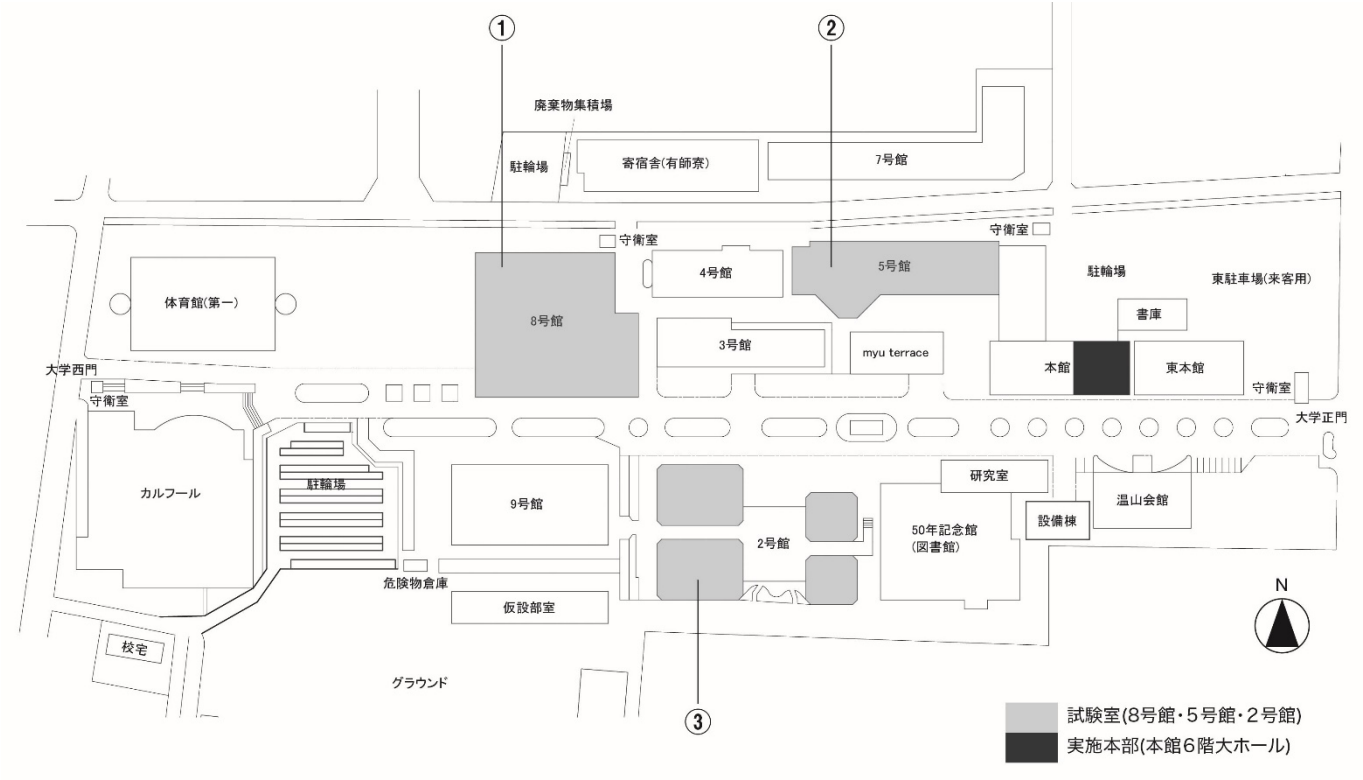 ①
②
廃棄物集積場
駐輪場
寄宿舎(有師寮)
7号館
守衛室
守衛室
4号館
5号館
駐輪場
東駐車場(来客用)
体育館(第一)
8号館
書庫
3号館
myu terrace
本館
東本館
大学西門
守衛室
守衛室
大学正門
カルフール
駐輪場
9号館
2号館
研究室
50年記念館
(図書館)
設備棟
温山会館
危険物倉庫
仮設部室
N
校宅
グラウンド
③
試験室(8号館・5号館・2号館)
実施本部(本館6階大ホール)